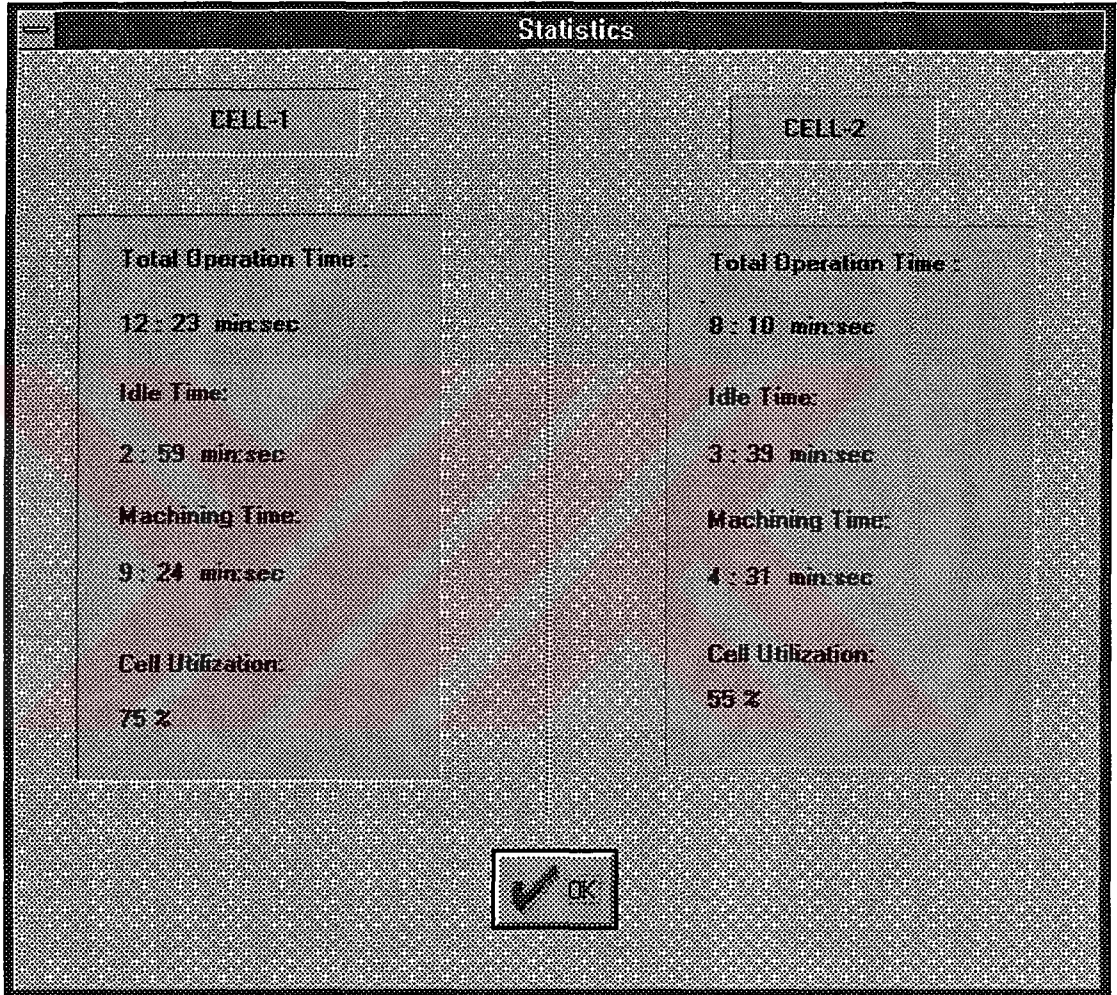 Statistics
CELL-1
Total Operation Time :
12 : 23 min:sec
Idle Time:
2 : 59 min:sec
Machining Time:
9 : 24 min:sec
Cell Utilization:
75 %
CELL-2
Total Operation Time :
8 : 10 min:sec
Idle Time:
3 : 39 min:sec
Machining Time:
4 : 31 min:sec
Cell Utilization:
55 %
OK